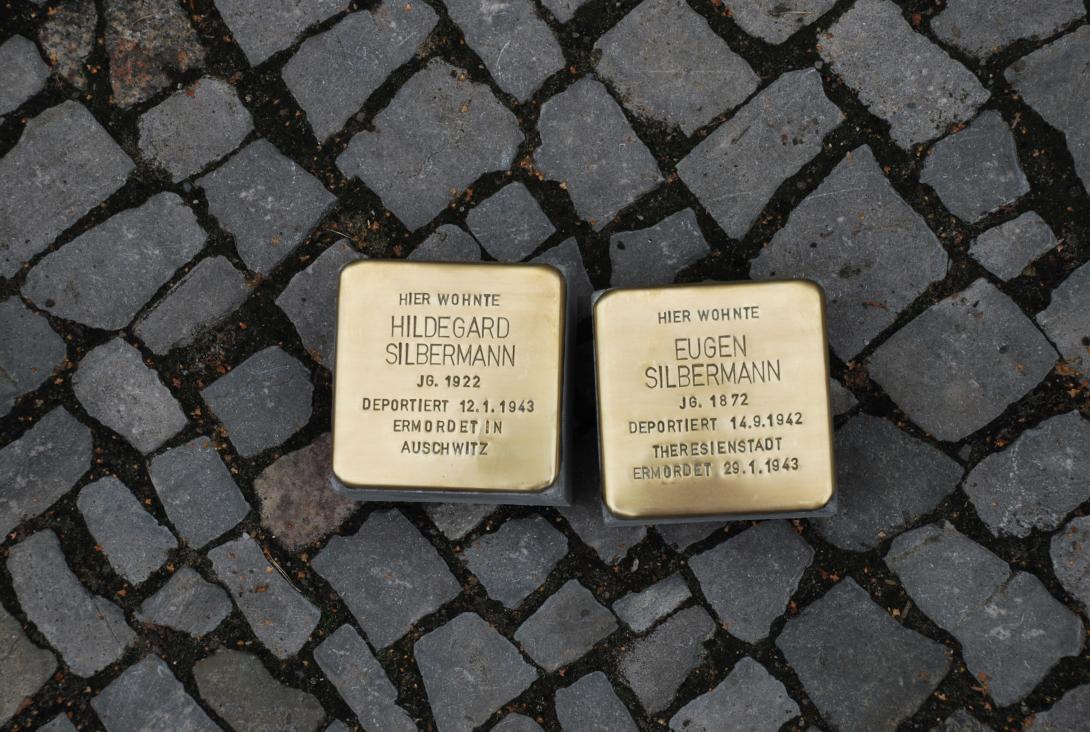 HIER WOHNTE
HILDEGARD
SILBERMANN
JG. 1922
DEPORTIERT 12.1.1943
ERMORDET IN
AUSCHWITZ
HIER WOHNTE
EUGEN
SILBERMANN
JG. 1872
DEPORTIERT 14.9.1942
THERESIENSTADT
ERMORDET 29.1.1943